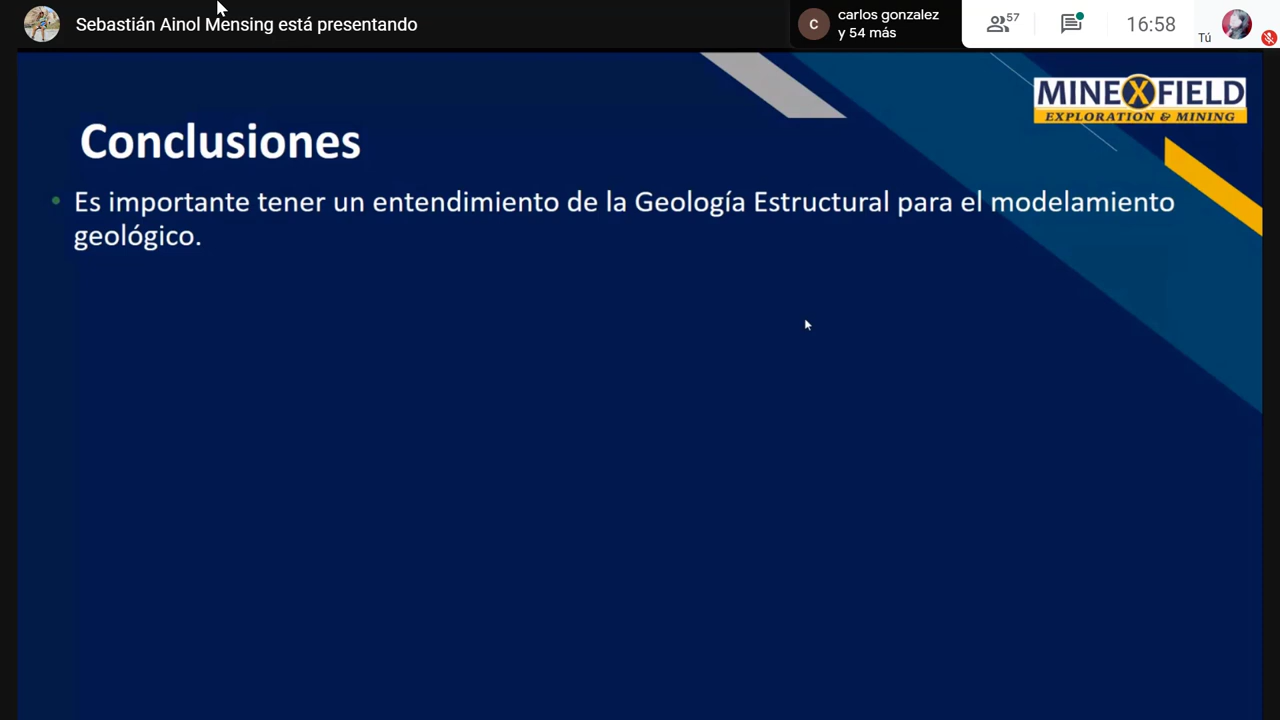 Sebastián Ainol Mensing está presentando
C
carlos gonzalez
y 54 más
57
16:58
Tú
MINEXFIELD
EXPLORATION & MINING
Conclusiones
• Es importante tener un entendimiento de la Geología Estructural para el modelamiento
geológico.